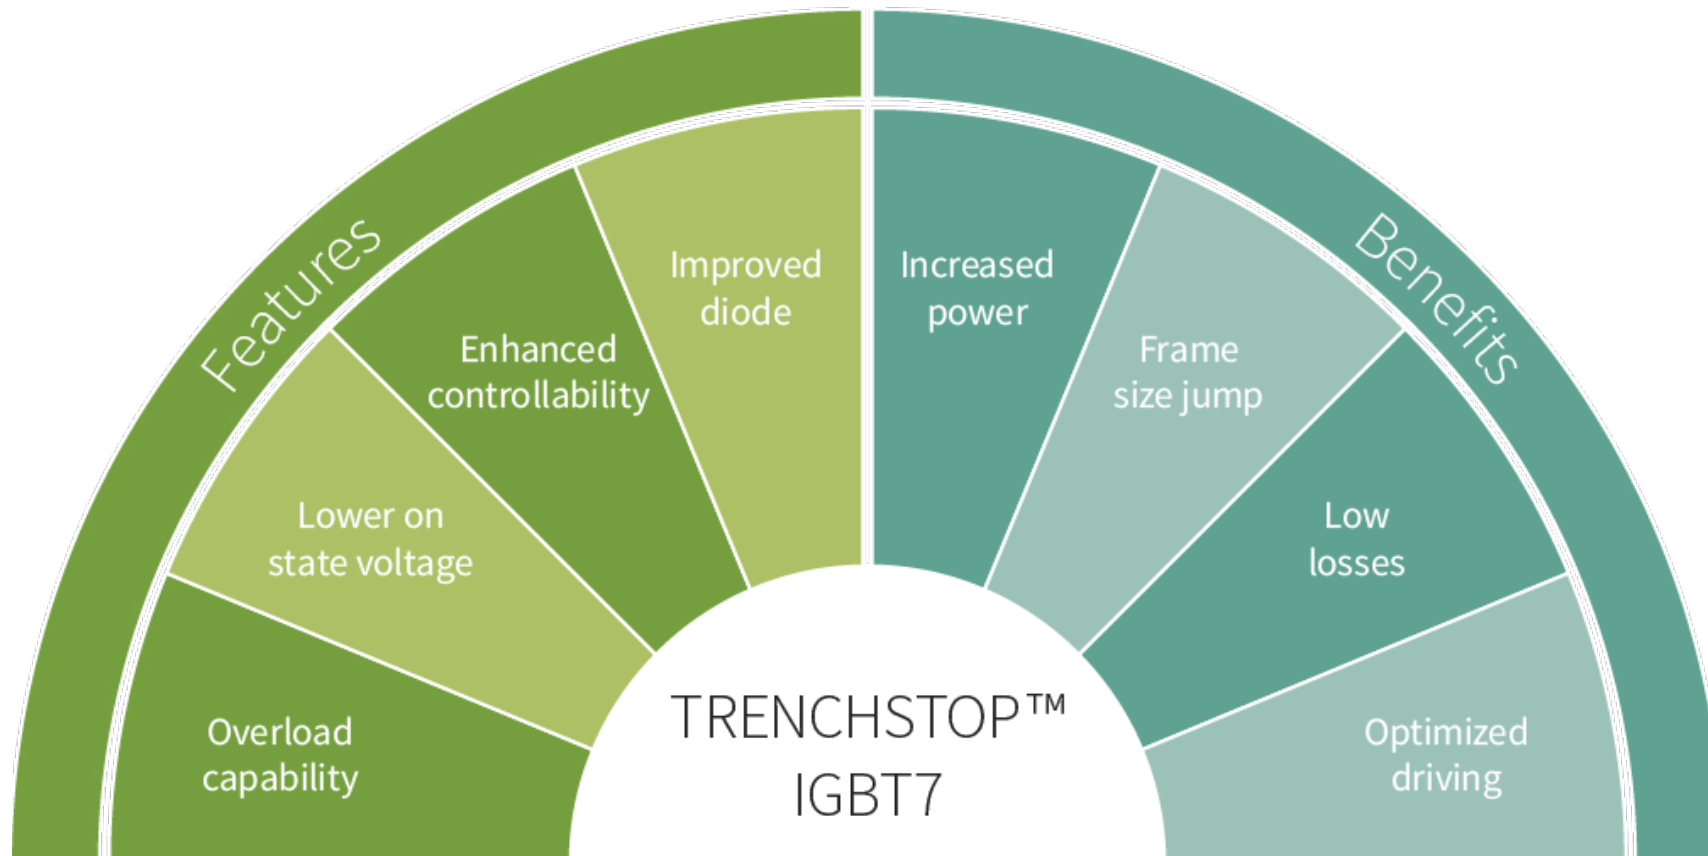 Features
Overload
capability
Lower on
state voltage
Enhanced
controllability
Improved
diode
Benefits
Increased
power
Frame
size jump
Low
losses
Optimized
driving
TRENCHSTOP™
IGBT7